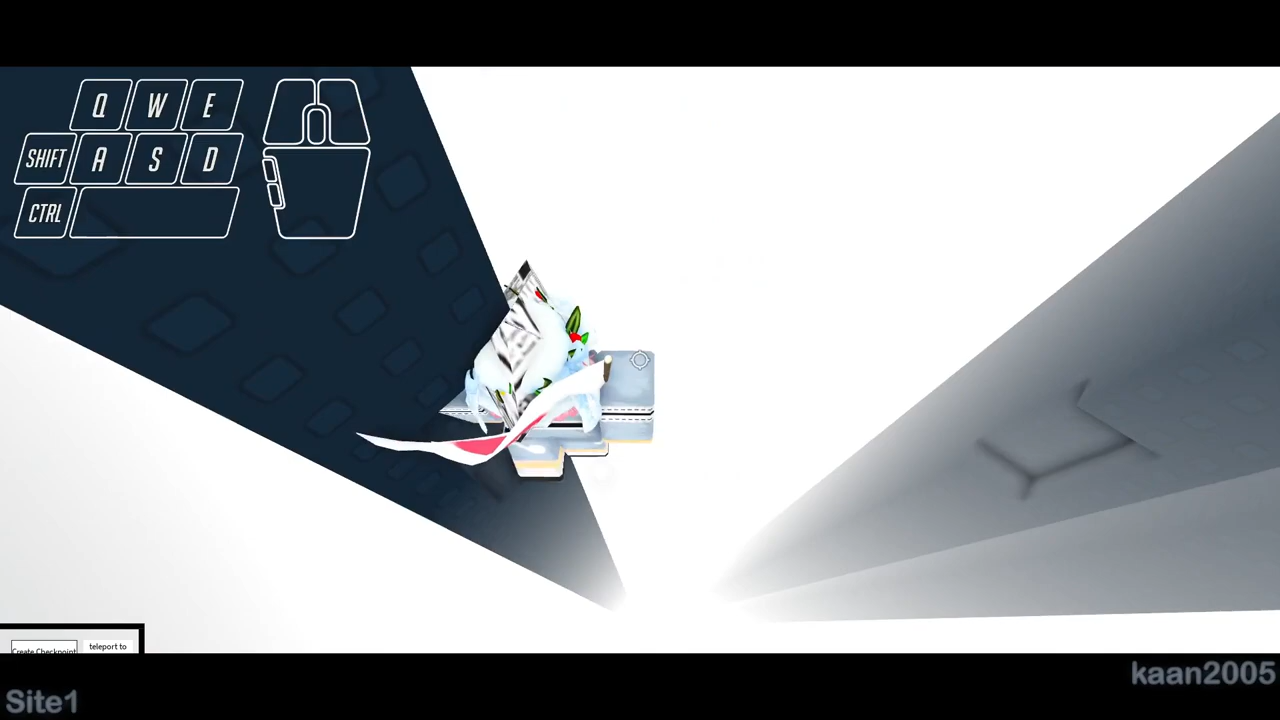 Q W E
SHIFT A S D
CTRL
Create Checkpoint
teleport to
Site1
kaan2005